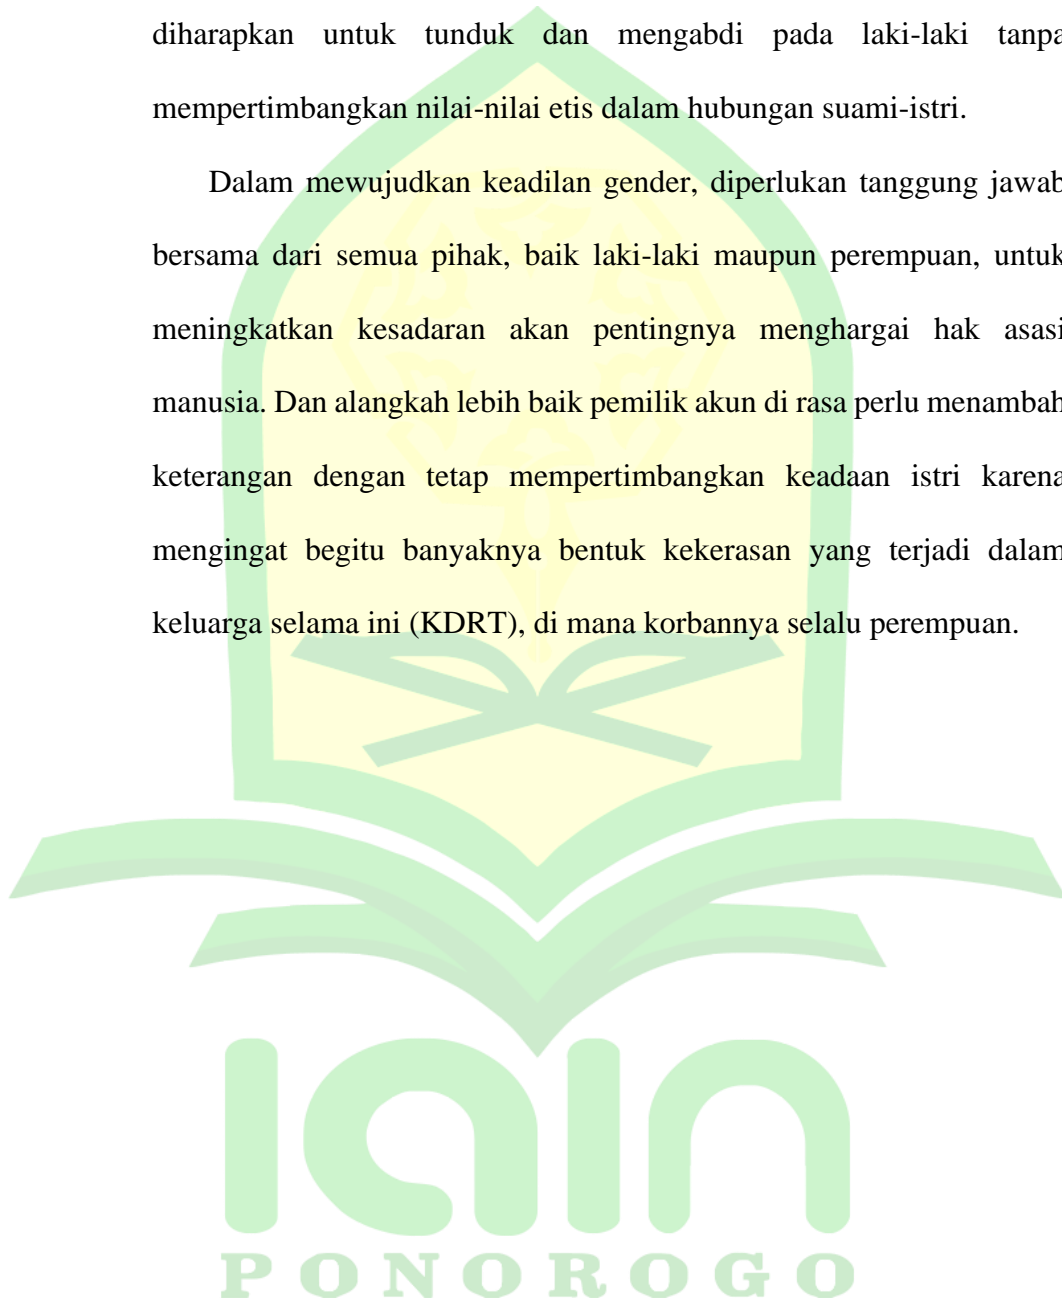 diharapkan untuk tunduk dan mengabdi pada laki-laki tanpa
mempertimbangkan nilai-nilai etis dalam hubungan suami-istri.
Dalam mewujudkan keadilan gender, diperlukan tanggung jawab
bersama dari semua pihak, baik laki-laki maupun perempuan, untuk
meningkatkan kesadaran akan pentingnya menghargai hak asasi
manusia. Dan alangkah lebih baik pemilik akun di rasa perlu menambah
keterangan dengan tetap mempertimbangkan keadaan istri karena
mengingat begitu banyaknya bentuk kekerasan yang terjadi dalam
keluarga selama ini (KDRT), di mana korbannya selalu perempuan.
iain
PONOROGO